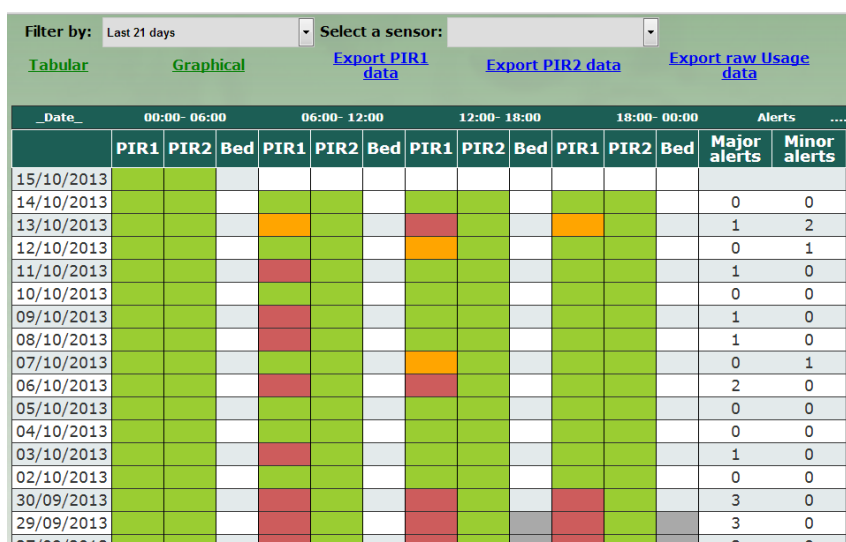 Filter by: Last 21 days Select a sensor:
Tabular Graphical Export PIR1 data Export PIR2 data Export raw Usage data
_Date_ 00:00- 06:00 06:00- 12:00 12:00- 18:00 18:00- 00:00 Alerts ....
PIR1 PIR2 Bed PIR1 PIR2 Bed PIR1 PIR2 Bed PIR1 PIR2 Bed Major alerts Minor alerts
15/10/2013
14/10/2013 0 0
13/10/2013 1 2
12/10/2013 0 1
11/10/2013 1 0
10/10/2013 0 0
09/10/2013 1 0
08/10/2013 1 0
07/10/2013 0 1
06/10/2013 2 0
05/10/2013 0 0
04/10/2013 0 0
03/10/2013 1 0
02/10/2013 0 0
30/09/2013 3 0
29/09/2013 3 0